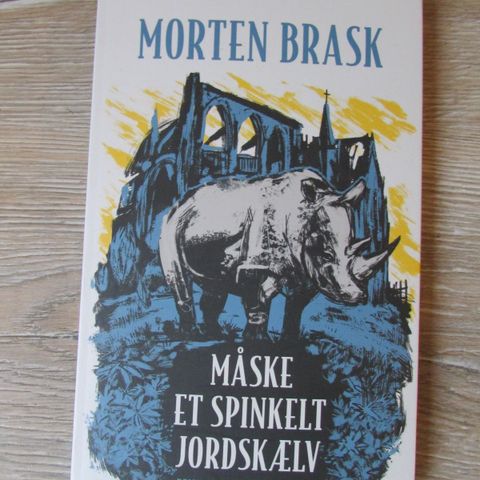 MORTEN BRASK
MÅSKE
ET SPINKELT
JORDSKÆLV